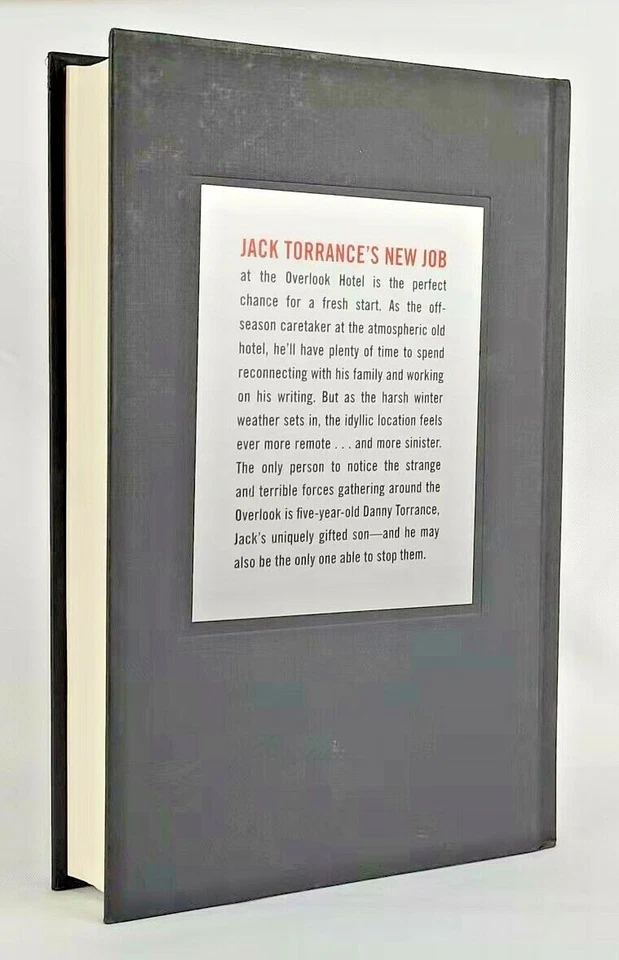 JACK TORRANCE'S NEW JOB
at the Overlook Hotel is the perfect
chance for a fresh start. As the off-
season caretaker at the atmospheric old
hotel, he'll have plenty of time to spend
reconnecting with his family and working
on his writing. But as the harsh winter
weather sets in, the idyllic location feels
ever more remote . . . and more sinister.
The only person to notice the strange
and terrible forces gathering around the
Overlook is five-year-old Danny Torrance,
Jack's uniquely gifted son—and he may
also be the only one able to stop them.